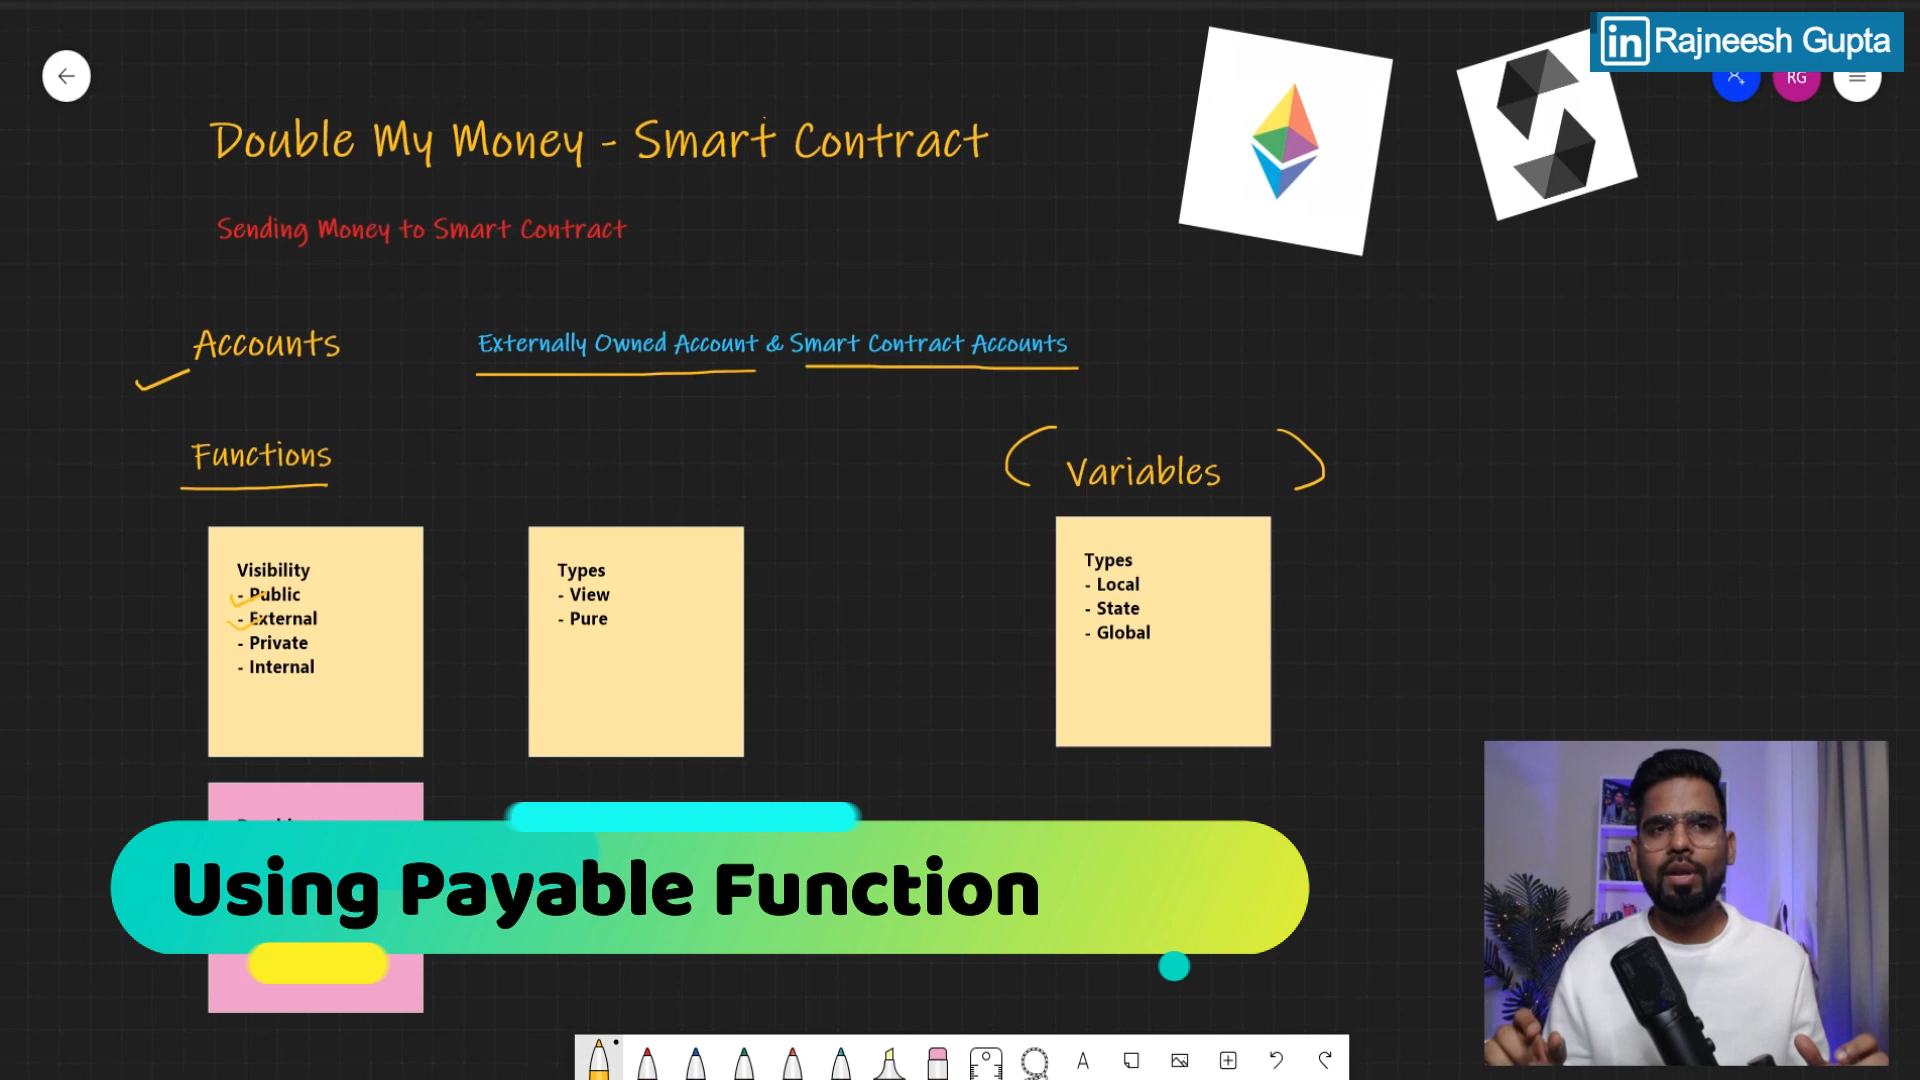 in Rajneesh Gupta
RG
Double My Money - Smart Contract
Sending Money to Smart Contract
Accounts
Externally Owned Account & Smart Contract Accounts
Functions
Variables
Visibility
- Public
- External
- Private
- Internal
Types
- View
- Pure
Types
- Local
- State
- Global
Using Payable Function
A